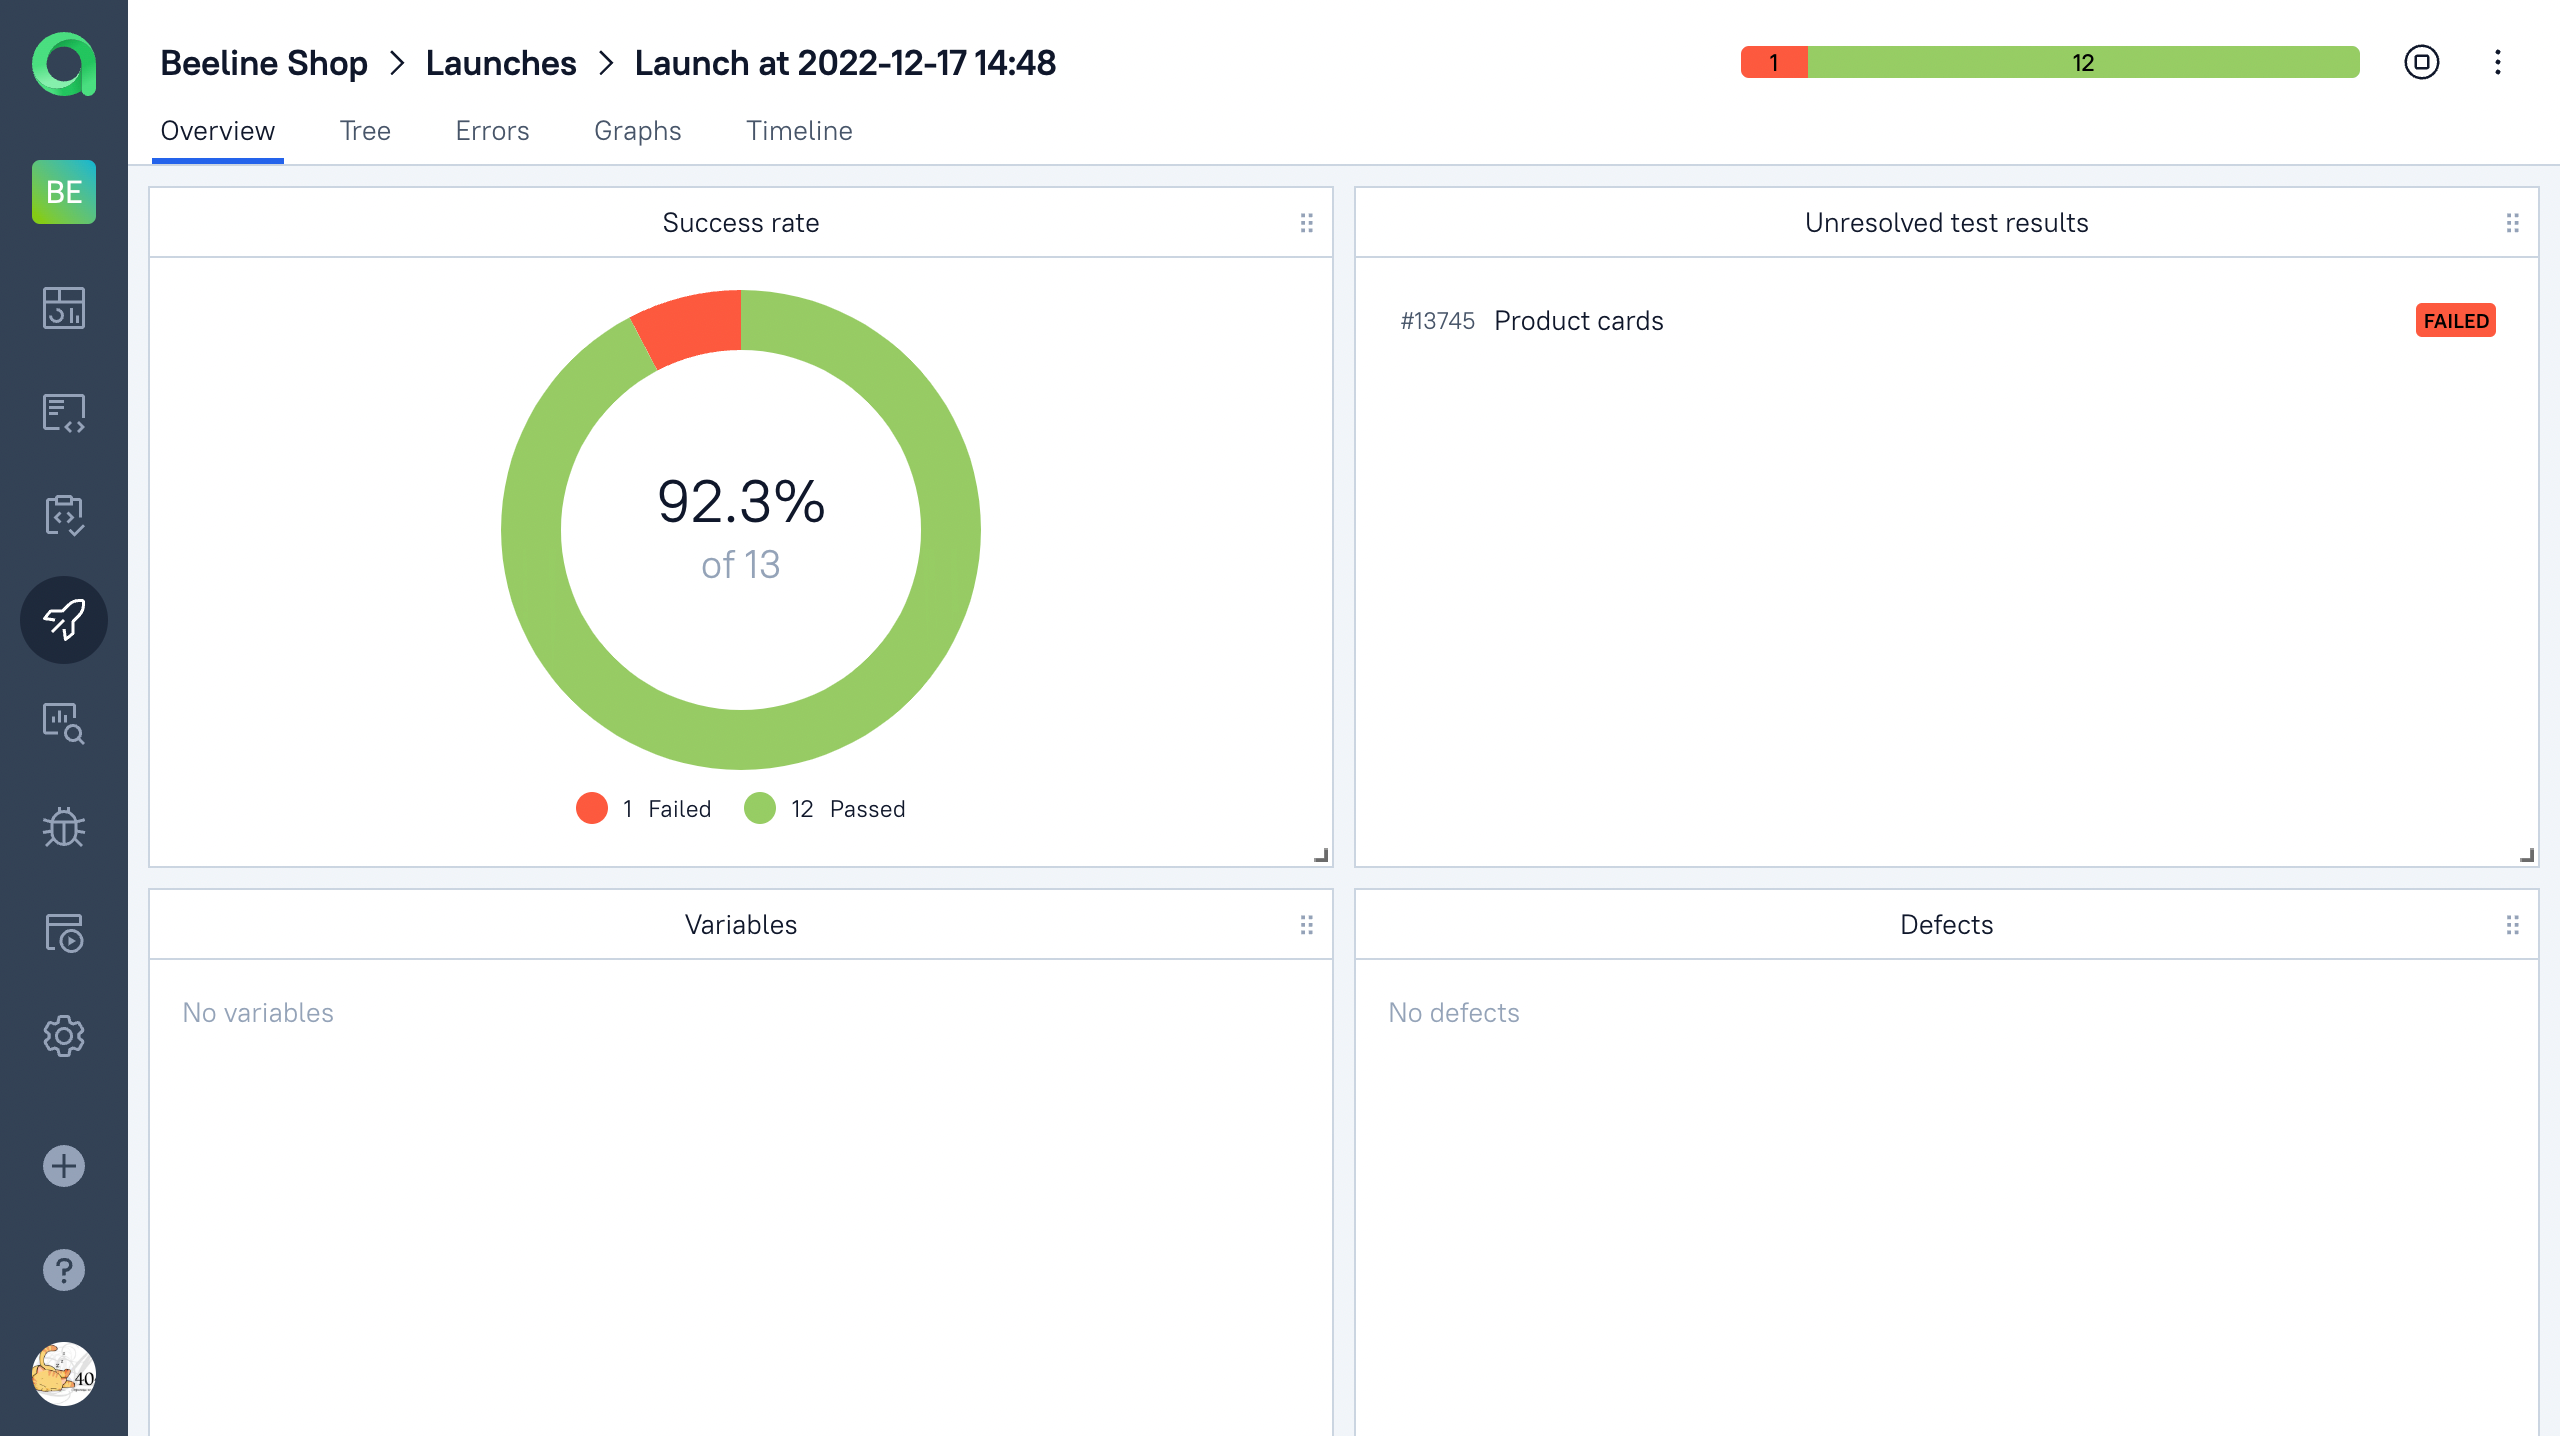 Beeline Shop > Launches > Launch at 2022-12-17 14:48
1 12
Overview Tree Errors Graphs Timeline
BE
Success rate
92.3%
of 13
1 Failed 12 Passed
Unresolved test results
#13745 Product cards FAILED
Variables
No variables
Defects
No defects
?
40